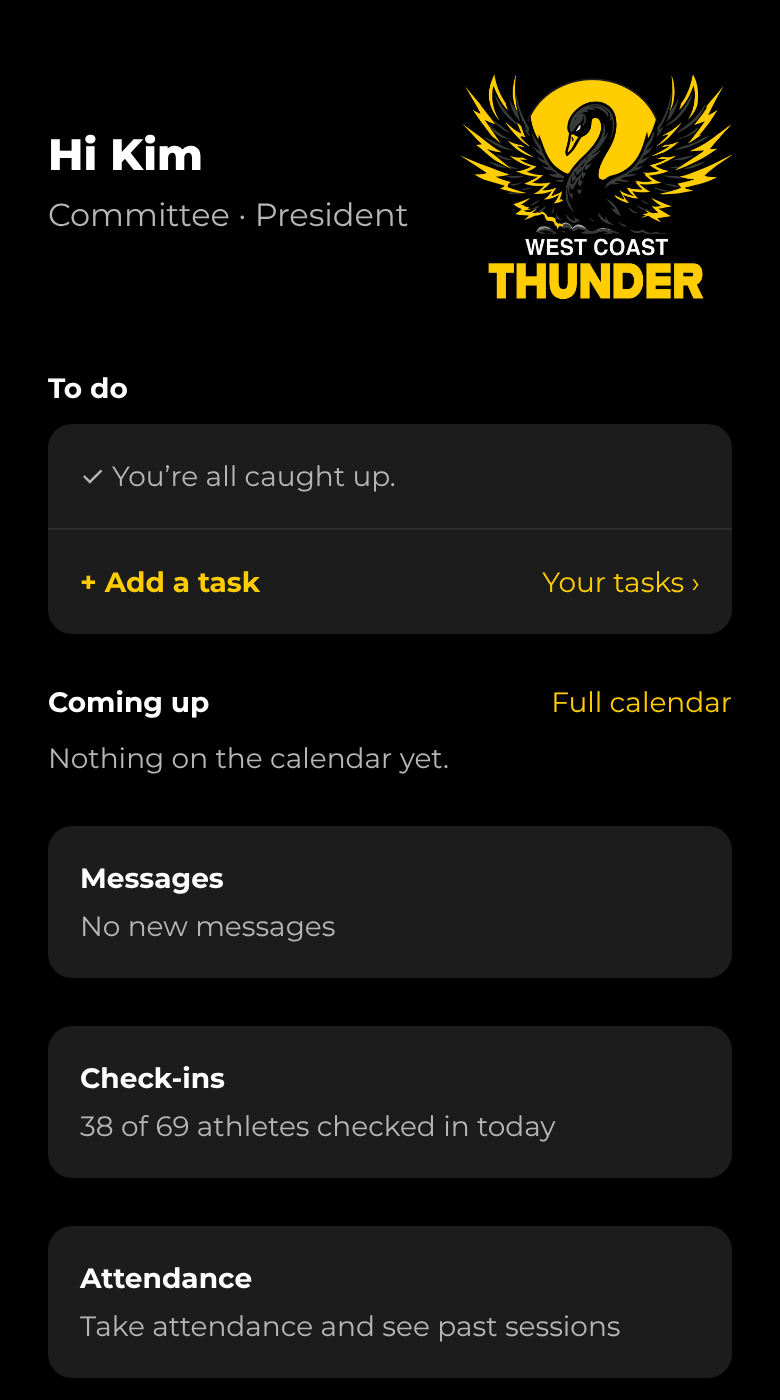 Hi Kim
Committee · President
WEST COAST
THUNDER
To do
✓ You’re all caught up.
+ Add a task
Your tasks ›
Coming up
Full calendar
Nothing on the calendar yet.
Messages
No new messages
Check-ins
38 of 69 athletes checked in today
Attendance
Take attendance and see past sessions